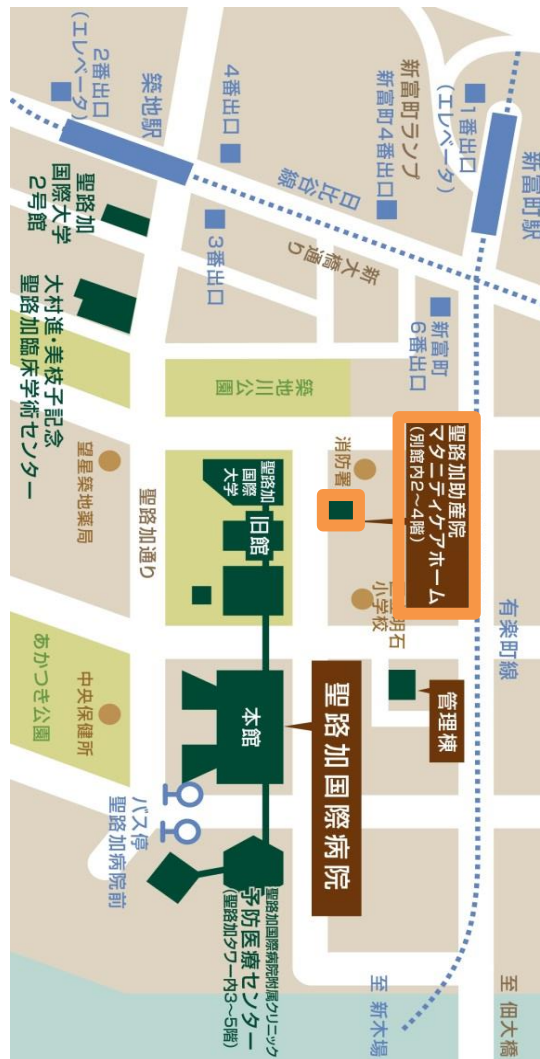 至 佃大橋
有楽町線
至 新木場
新富町駅
1番出口
(エレベータ)
新富町ランプ
新富町4番出口
新富町
6番出口
聖路加助産院
マタニティケアホーム
(別館内2～4階)
管理棟
明石
小学校
消防署
聖路加国際病院
日比谷線
新大橋通り
築地川公園
聖路加
国際
大学
旧館
本館
聖路加国際病院附属クリニック
予防医療センター
(聖路加タワー内3～5階)
4番出口
3番出口
築地駅
2番出口
(エレベータ)
聖路加通り
バス停
聖路加病院前
聖路加
国際大学
2号館
大村進・美枝子記念
聖路加臨床学術センター
望星築地薬局
中央保健所
あかつき公園